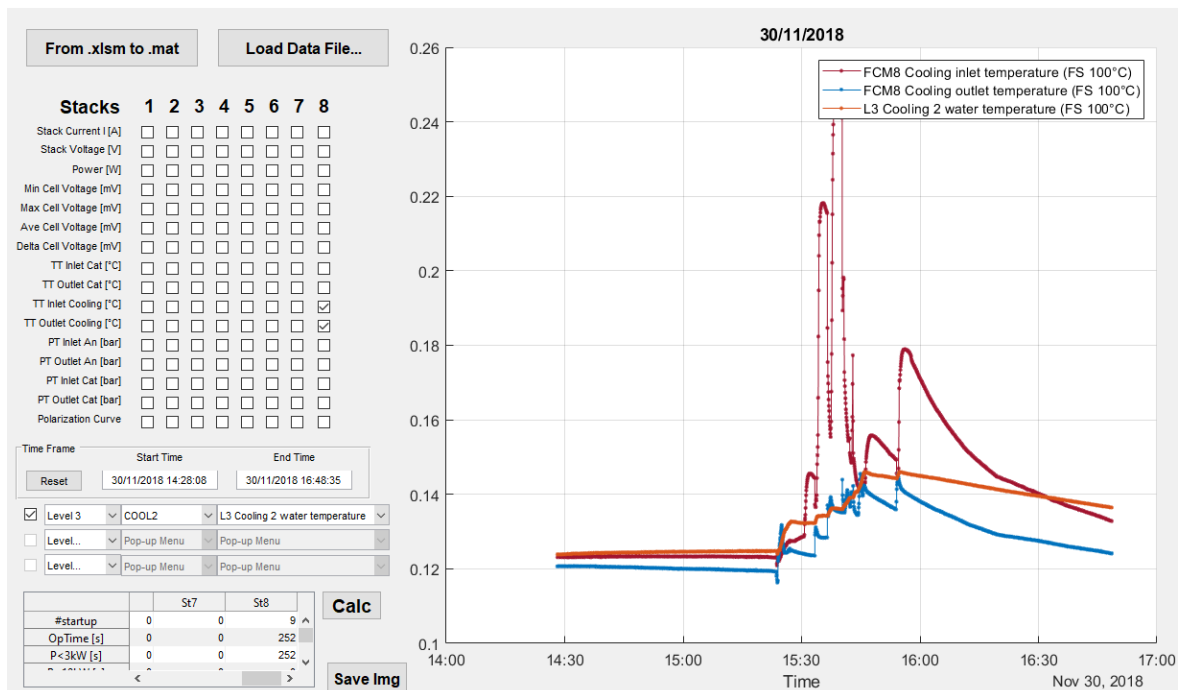 From .xlsm to .mat
Load Data File...
Stacks 1 2 3 4 5 6 7 8
Stack Current I [A]
Stack Voltage [V]
Power [W]
Min Cell Voltage [mV]
Max Cell Voltage [mV]
Ave Cell Voltage [mV]
Delta Cell Voltage [mV]
TT Inlet Cat [°C]
TT Outlet Cat [°C]
TT Inlet Cooling [°C]
TT Outlet Cooling [°C]
PT Inlet An [bar]
PT Outlet An [bar]
PT Inlet Cat [bar]
PT Outlet Cat [bar]
Polarization Curve
Time Frame
Start Time End Time
Reset 30/11/2018 14:28:08 30/11/2018 16:48:35
Level 3 COOL2 L3 Cooling 2 water temperature
Level... Pop-up Menu Pop-up Menu
Level... Pop-up Menu Pop-up Menu
St7 St8
#startup 0 0 9
OpTime [s] 0 0 252
P<3kW [s] 0 0 252
Calc
Save Img
30/11/2018
FCM8 Cooling inlet temperature (FS 100°C)
FCM8 Cooling outlet temperature (FS 100°C)
L3 Cooling 2 water temperature (FS 100°C)
0.26
0.24
0.22
0.2
0.18
0.16
0.14
0.12
0.1
14:00 14:30 15:00 15:30 16:00 16:30 17:00
Time
Nov 30, 2018